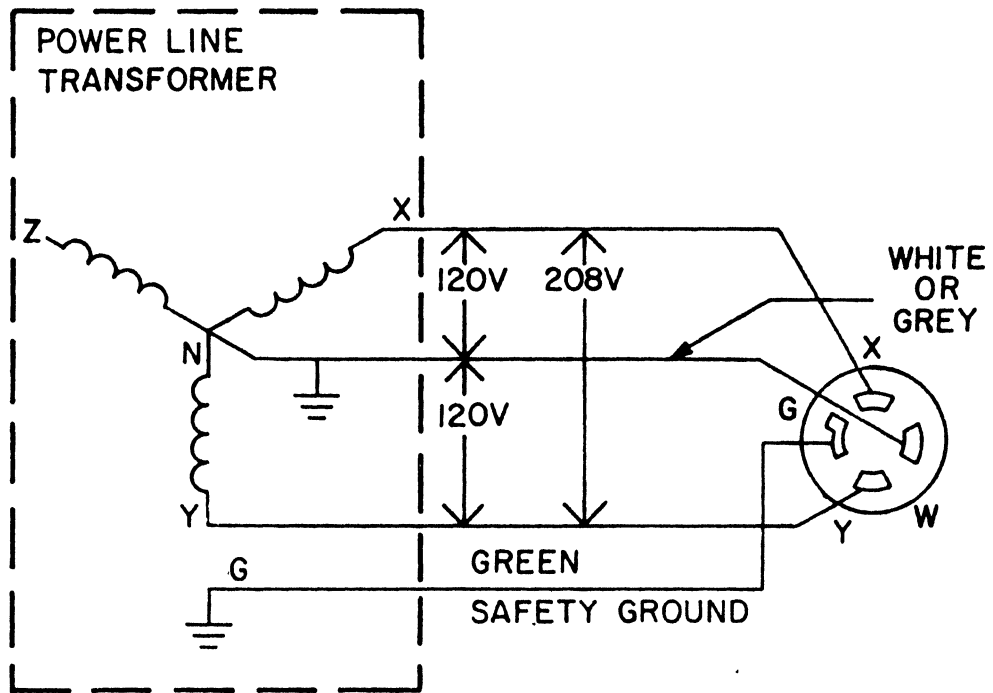 POWER LINE
TRANSFORMER
Z
X
120V
208V
WHITE
OR
GREY
N
X
G
120V
Y
Y
W
G
GREEN
SAFETY GROUND